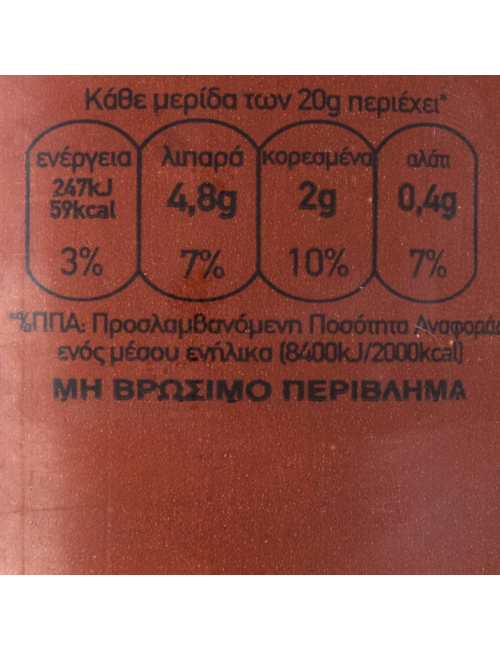 Κάθε μερίδα των 20g περιέχει*
ενέργεια λιπαρά κορεσμένα αλάτι
247kJ
59kcal 4,8g 2g 0,4g
3% 7% 10% 7%
*%ΠΠΑ: Προσλαμβανόμενη Ποσότητα Αναφοράς
ενός μέσου ενήλικα (8400kJ/2000kcal)
ΜΗ ΒΡΩΣΙΜΟ ΠΕΡΙΒΛΗΜΑ